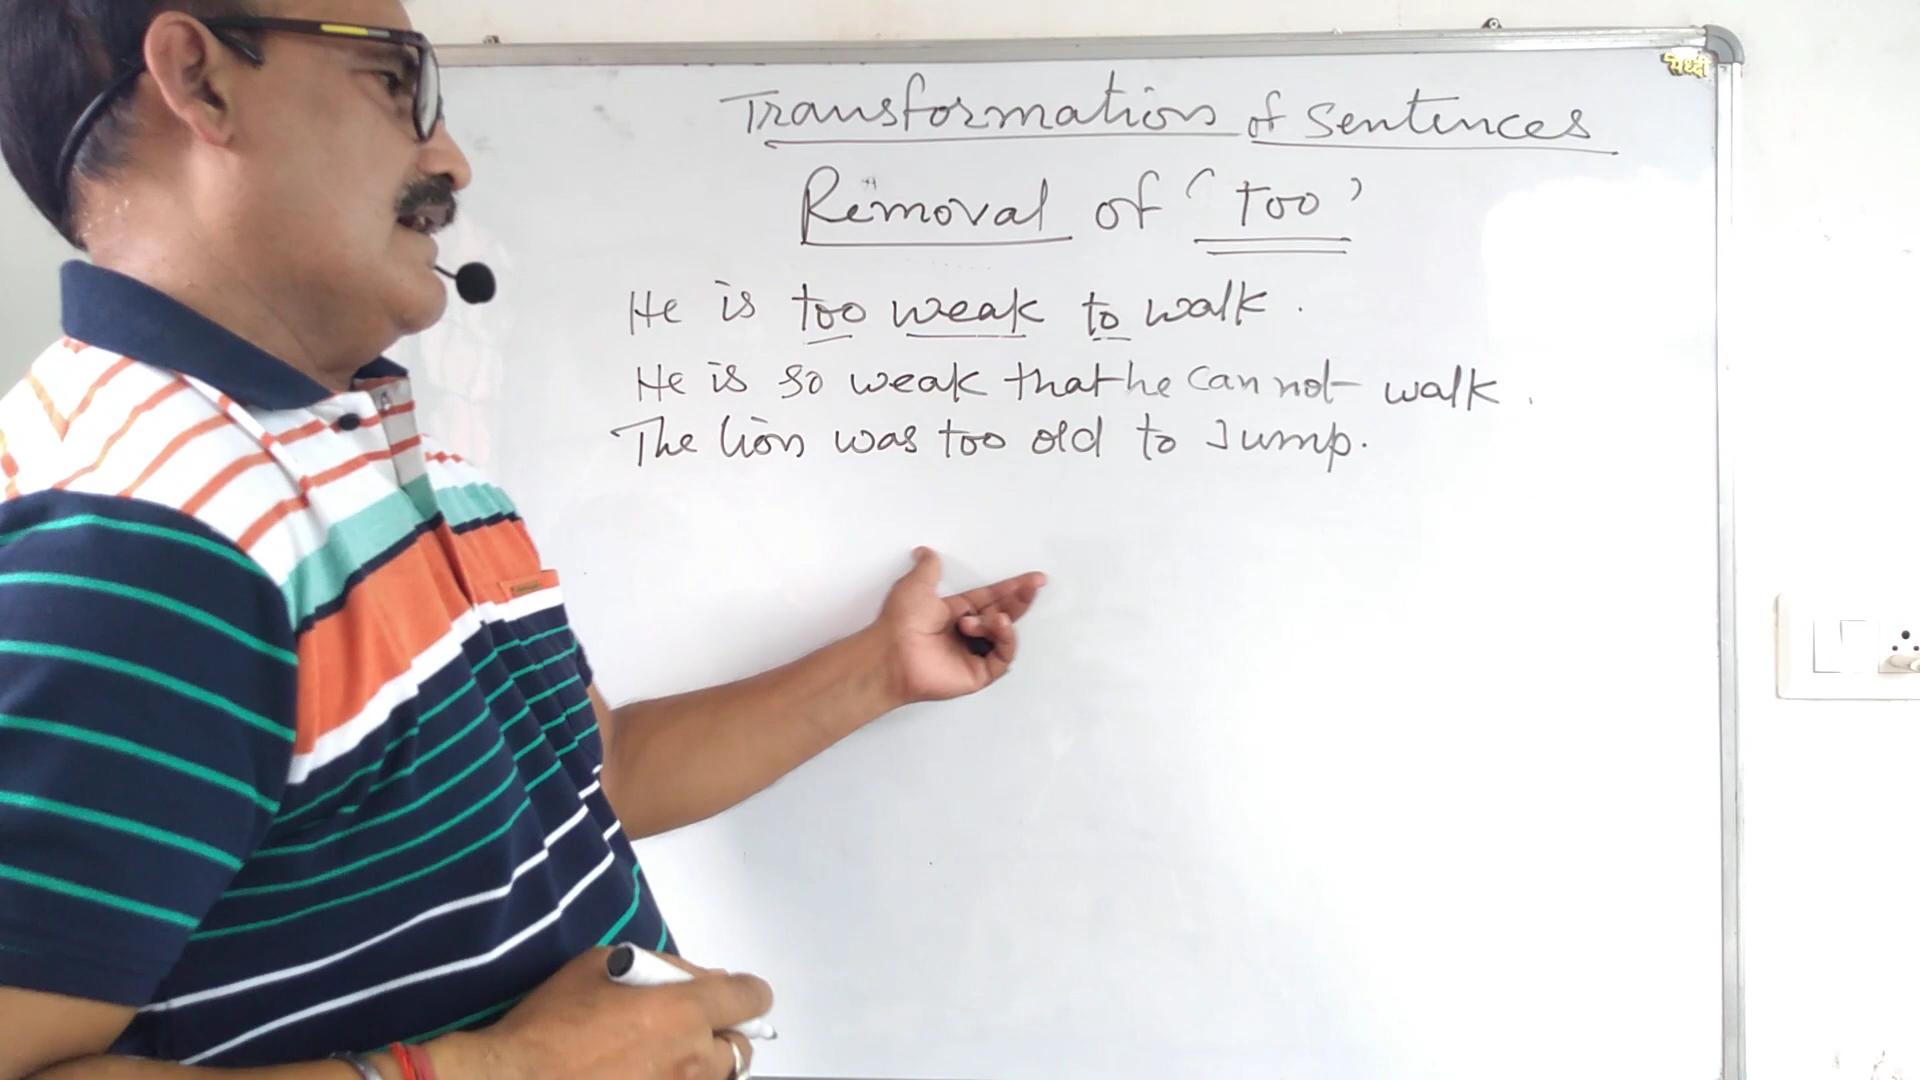 Transformation of Sentences
Removal of 'too'
He is too weak to walk.
He is so weak that he can not walk.
The lion was too old to Jump.